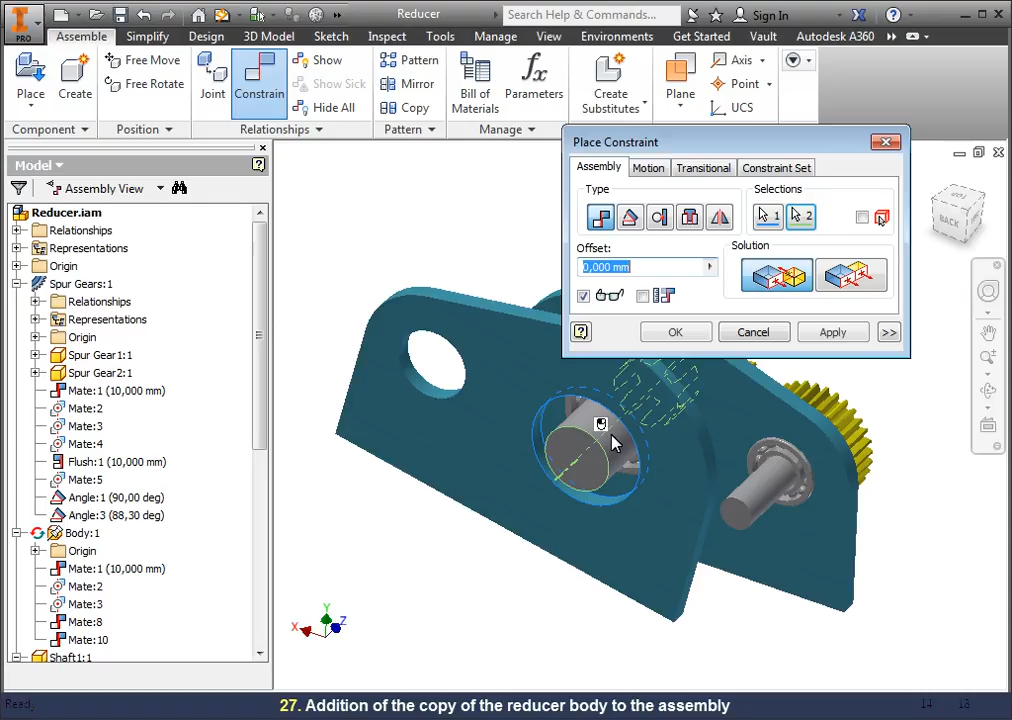 PRO
Reducer
Search Help & Commands...
Sign In
Assemble
Simplify
Design
3D Model
Sketch
Inspect
Tools
Manage
View
Environments
Get Started
Vault
Autodesk A360
Place
Create
Free Move
Free Rotate
Joint
Constrain
Show
Show Sick
Hide All
Pattern
Mirror
Copy
Bill of
Materials
fx
Parameters
Create
Substitutes
Plane
Axis
Point
UCS
Component
Position
Relationships
Pattern
Manage
Model
Assembly View
Reducer.iam
Relationships
Representations
Origin
Spur Gears:1
Relationships
Representations
Origin
Spur Gear1:1
Spur Gear2:1
Mate:1 (10,000 mm)
Mate:2
Mate:3
Mate:4
Flush:1 (10,000 mm)
Mate:5
Angle:1 (90,00 deg)
Angle:3 (88,30 deg)
Body:1
Origin
Mate:1 (10,000 mm)
Mate:2
Mate:3
Mate:8
Mate:10
Shaft1:1
Place Constraint
Assembly
Motion
Transitional
Constraint Set
Type
Selections
1
2
Offset:
0,000 mm
Solution
OK
Cancel
Apply
>>
BACK
Y
X
Z
Ready
27. Addition of the copy of the reducer body to the assembly
14